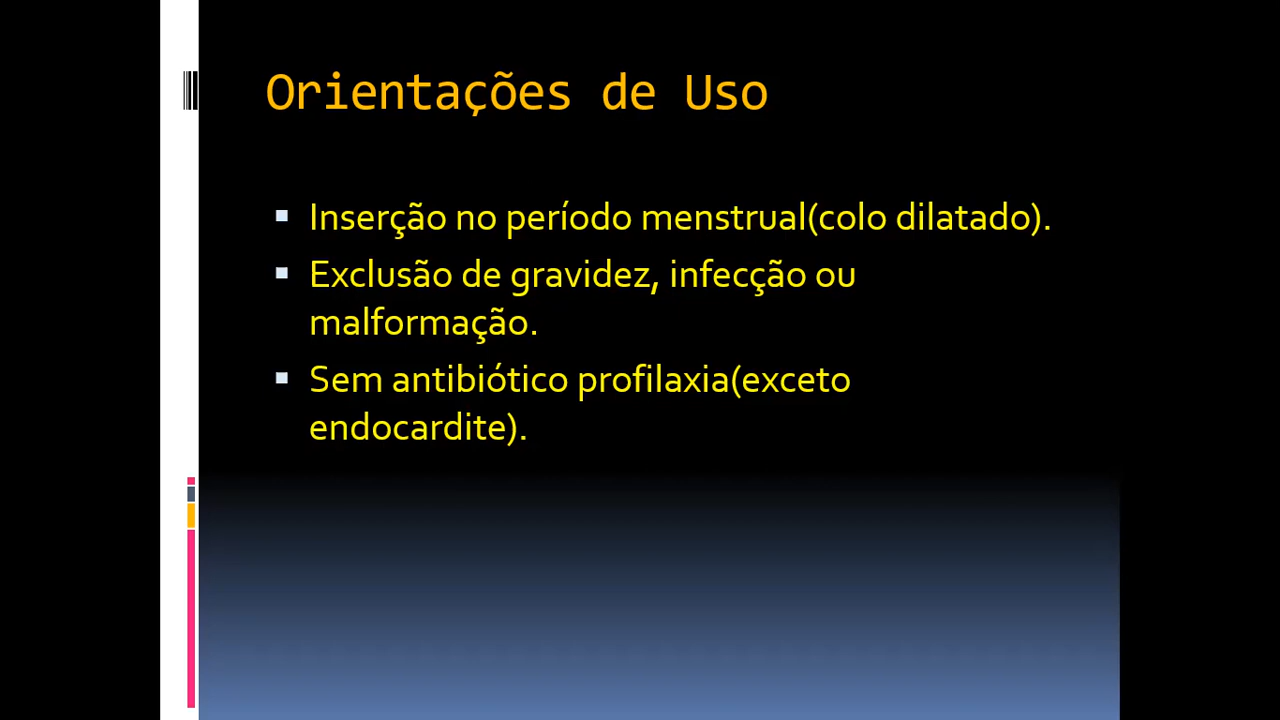 Orientações de Uso
Inserção no período menstrual(colo dilatado).
Exclusão de gravidez, infecção ou
malformação.
Sem antibiótico profilaxia(exceto
endocardite).